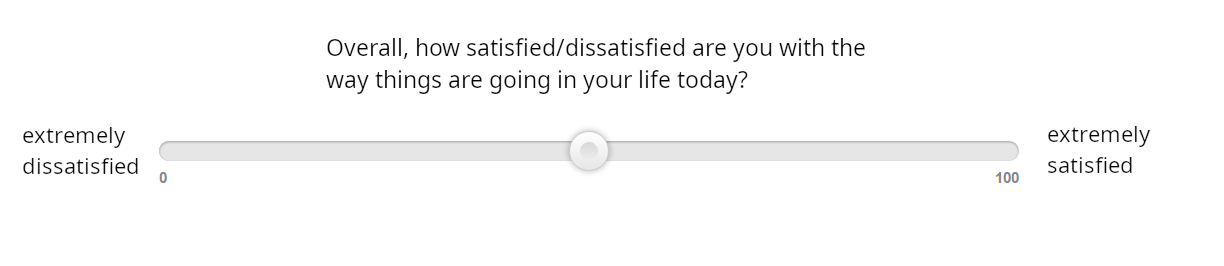 Overall, how satisfied/dissatisfied are you with the
way things are going in your life today?
extremely
dissatisfied
0
100
extremely
satisfied